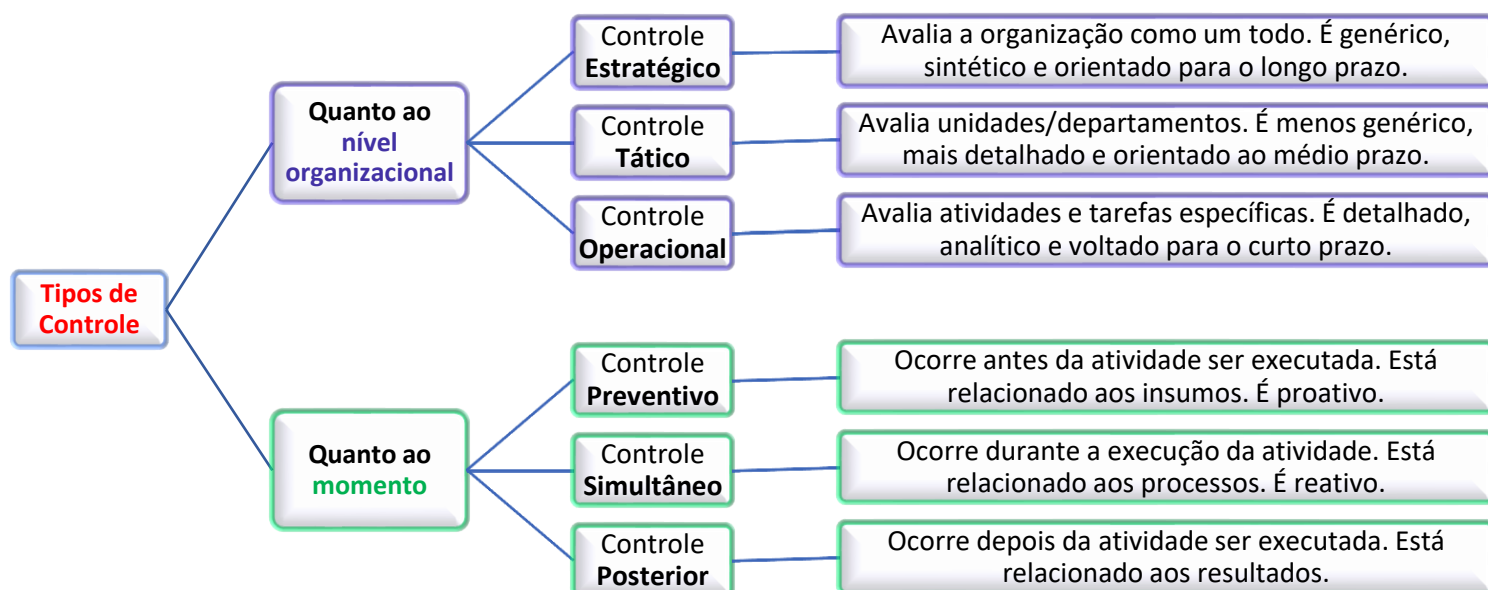 Tipos de
Controle
Quanto ao
nível
organizacional
Controle
Estratégico
Avalia a organização como um todo. É genérico,
sintético e orientado para o longo prazo.
Controle
Tático
Avalia unidades/departamentos. É menos genérico,
mais detalhado e orientado ao médio prazo.
Controle
Operacional
Avalia atividades e tarefas específicas. É detalhado,
analítico e voltado para o curto prazo.
Quanto ao
momento
Controle
Preventivo
Ocorre antes da atividade ser executada. Está
relacionado aos insumos. É proativo.
Controle
Simultâneo
Ocorre durante a execução da atividade. Está
relacionado aos processos. É reativo.
Controle
Posterior
Ocorre depois da atividade ser executada. Está
relacionado aos resultados.